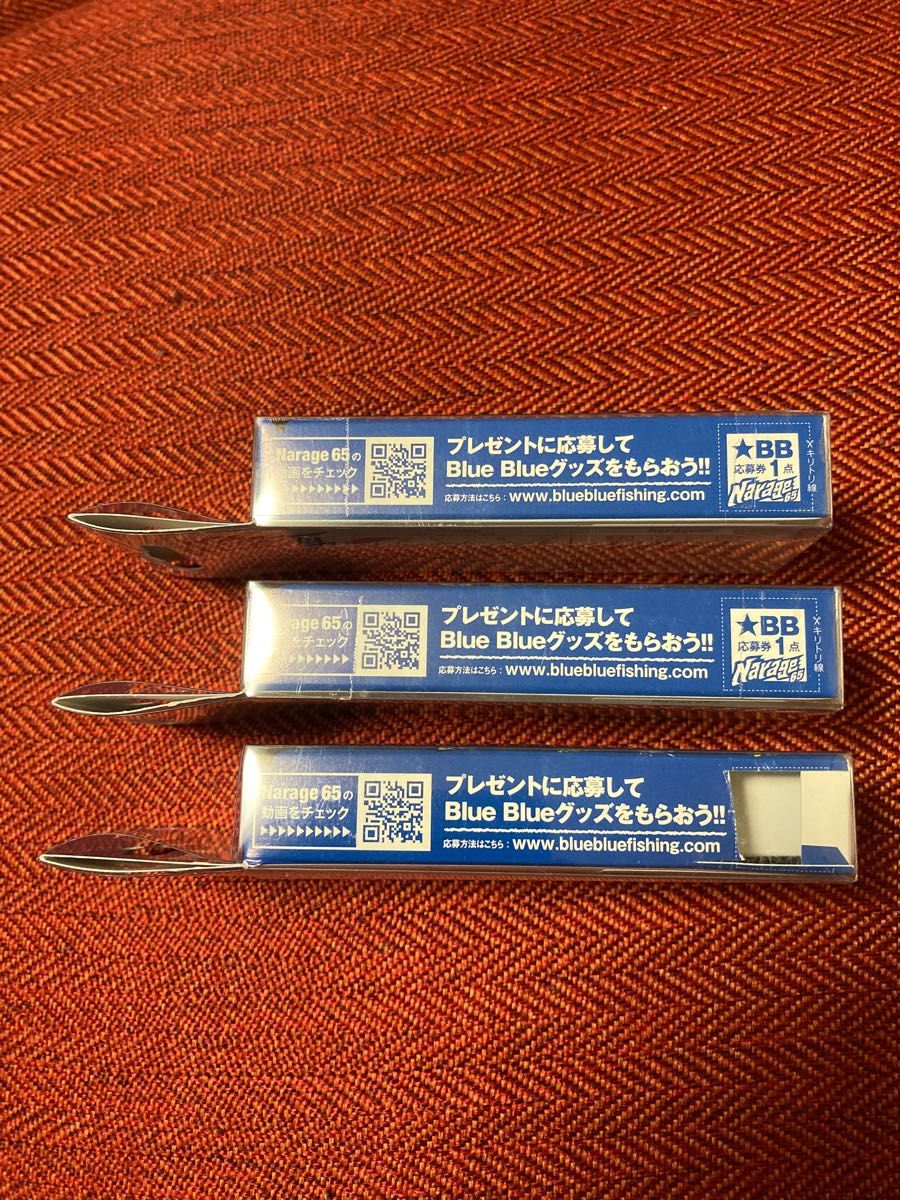 Narage 65の
動画をチェック
プレゼントに応募して
Blue Blueグッズをもらおう!!
応募方法はこちら：www.bluebluefishing.com
★BB
応募券1点
Narage 65
キリトリ線
Narage
age 65の
をチェック
プレゼントに応募して
Blue Blueグッズをもらおう!!
応募方法はこちら：www.bluebluefishing.com
★BB
応募券1点
Narage 65
キリトリ線
Narage 65の
動画をチェック
プレゼントに応募して
Blue Blueグッズをもらおう!!
応募方法はこちら：www.bluebluefishing.com